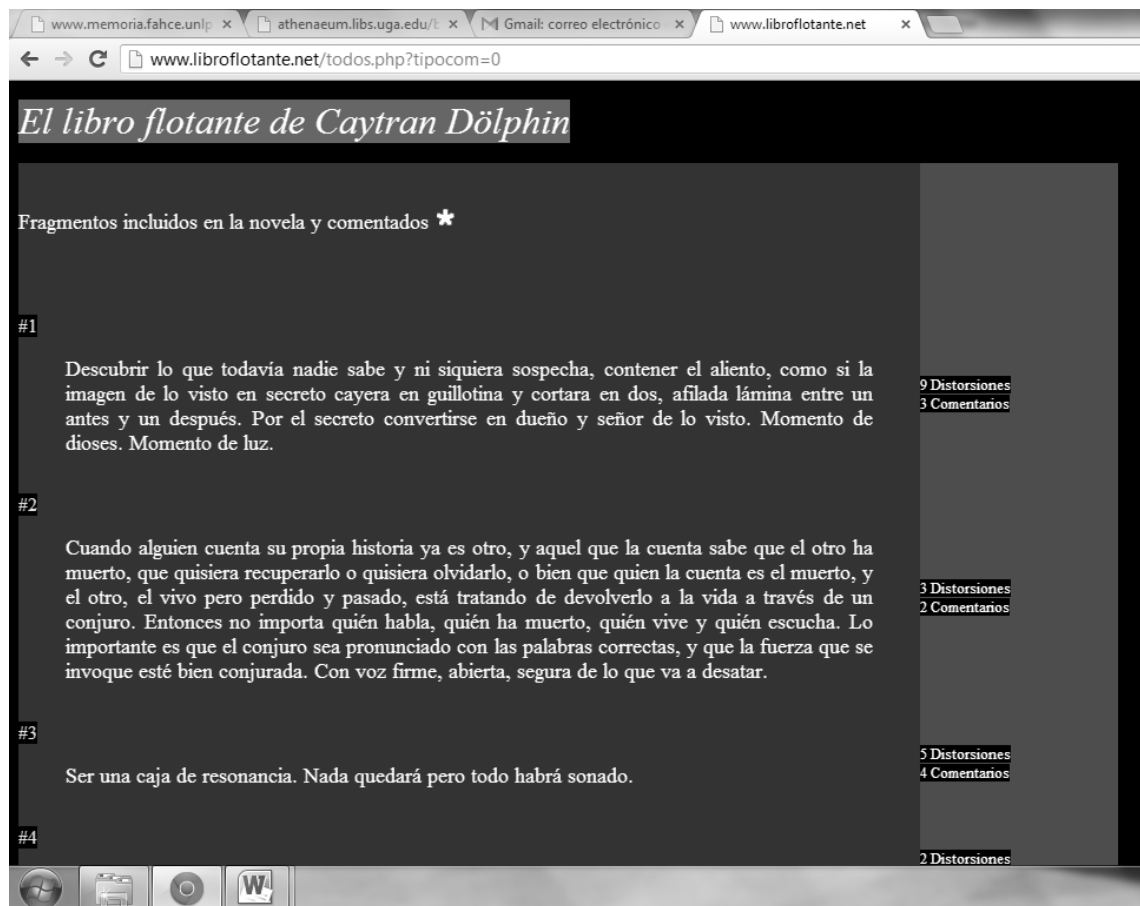 www.memoria.fahce.unlp
athenaeum.libs.uga.edu/b
Gmail: correo electrónico
www.libroflotante.net
www.libroflotante.net/todos.php?tipocom=0
El libro flotante de Caytran Dölphin
Fragmentos incluidos en la novela y comentados *
#1
Descubrir lo que todavía nadie sabe y ni siquiera sospecha, contener el aliento, como si la
imagen de lo visto en secreto cayera en guillotina y cortara en dos, afilada lámina entre un
antes y un después. Por el secreto convertirse en dueño y señor de lo visto. Momento de
dioses. Momento de luz.
9 Distorsiones
3 Comentarios
#2
Cuando alguien cuenta su propia historia ya es otro, y aquel que la cuenta sabe que el otro ha
muerto, que quisiera recuperarlo o quisiera olvidarlo, o bien que quien la cuenta es el muerto, y
el otro, el vivo pero perdido y pasado, está tratando de devolverlo a la vida a través de un
conjuro. Entonces no importa quién habla, quién ha muerto, quién vive y quién escucha. Lo
importante es que el conjuro sea pronunciado con las palabras correctas, y que la fuerza que se
invoque esté bien conjurada. Con voz firme, abierta, segura de lo que va a desatar.
3 Distorsiones
2 Comentarios
#3
Ser una caja de resonancia. Nada quedará pero todo habrá sonado.
5 Distorsiones
4 Comentarios
#4
2 Distorsiones
W